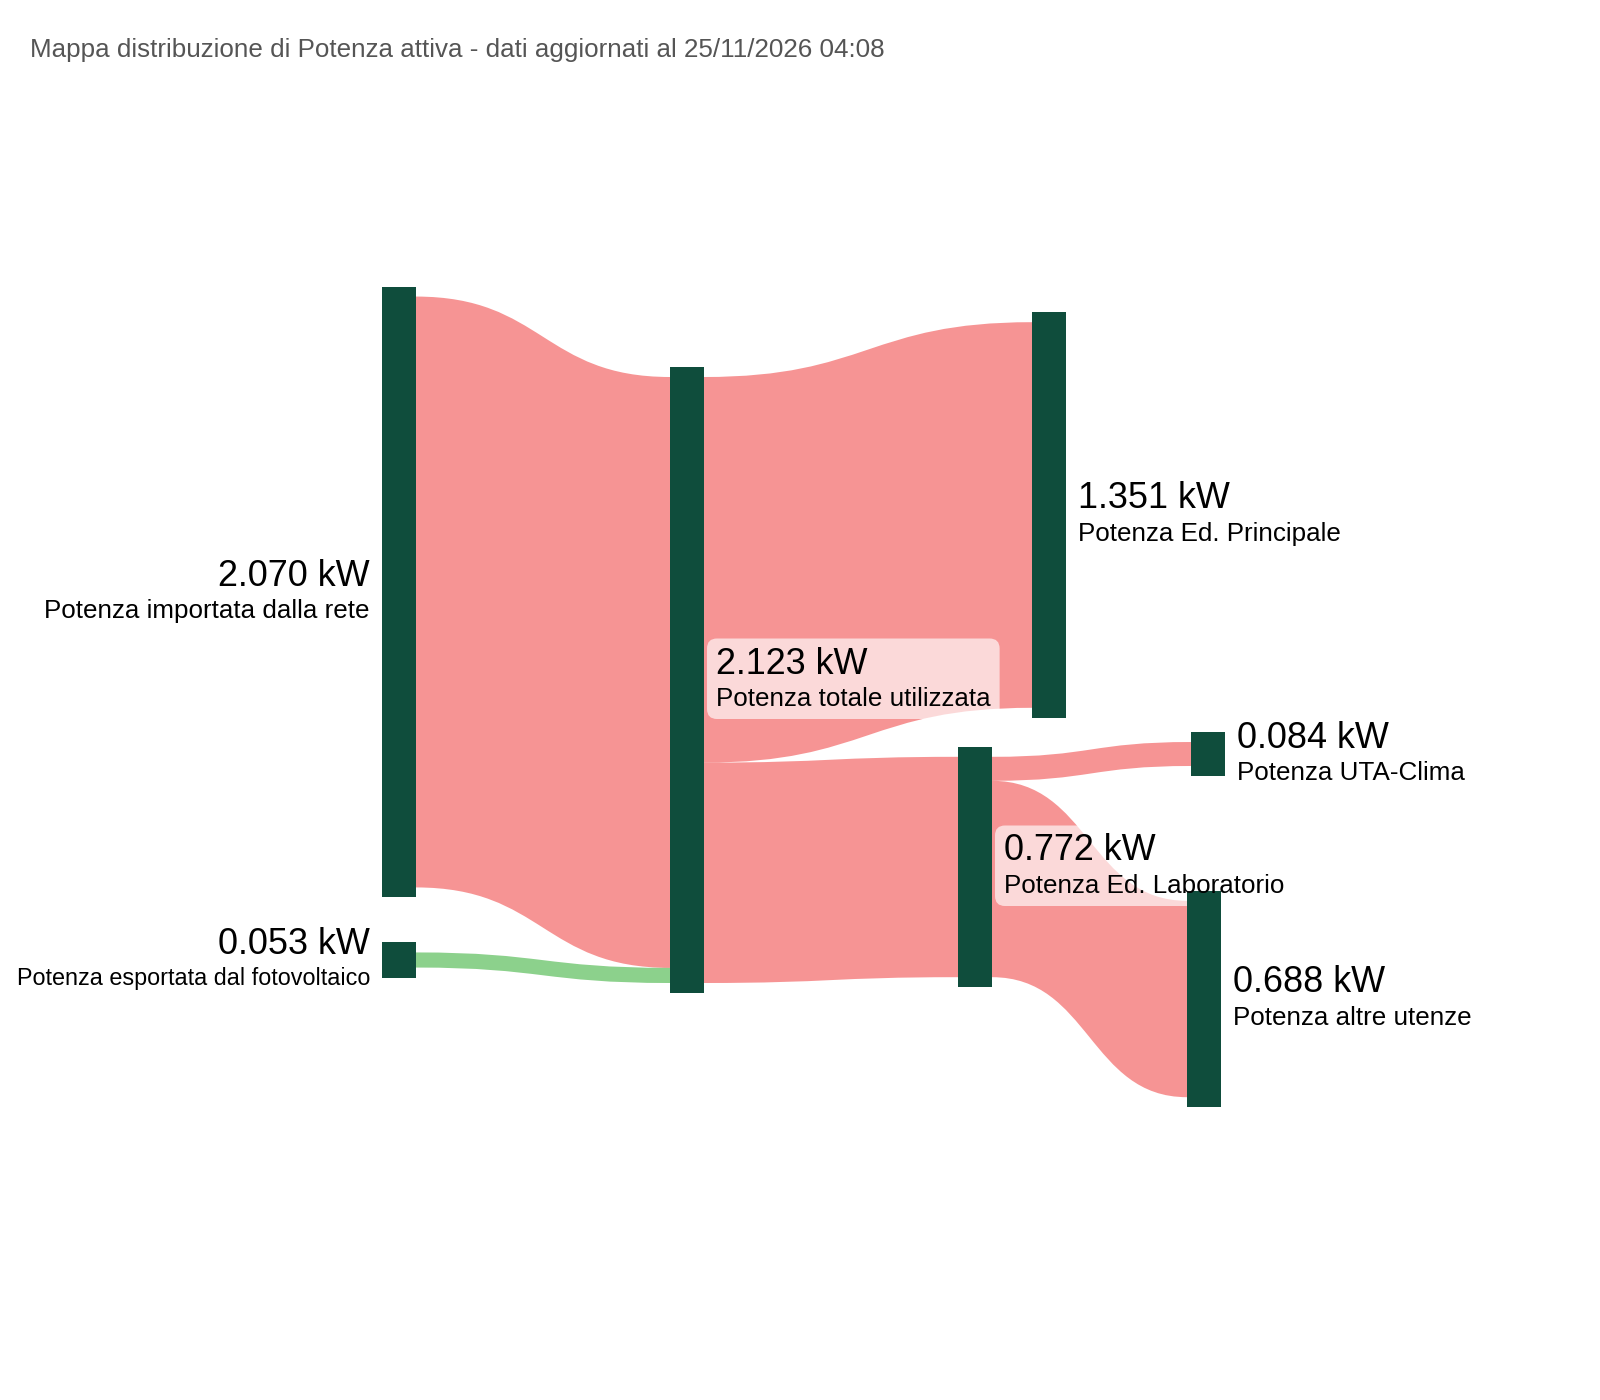 Mappa distribuzione di Potenza attiva - dati aggiornati al 25/11/2026 04:08
2.070 kW
Potenza importata dalla rete
0.053 kW
Potenza esportata dal fotovoltaico
2.123 kW
Potenza totale utilizzata
1.351 kW
Potenza Ed. Principale
0.772 kW
Potenza Ed. Laboratorio
0.084 kW
Potenza UTA-Clima
0.688 kW
Potenza altre utenze